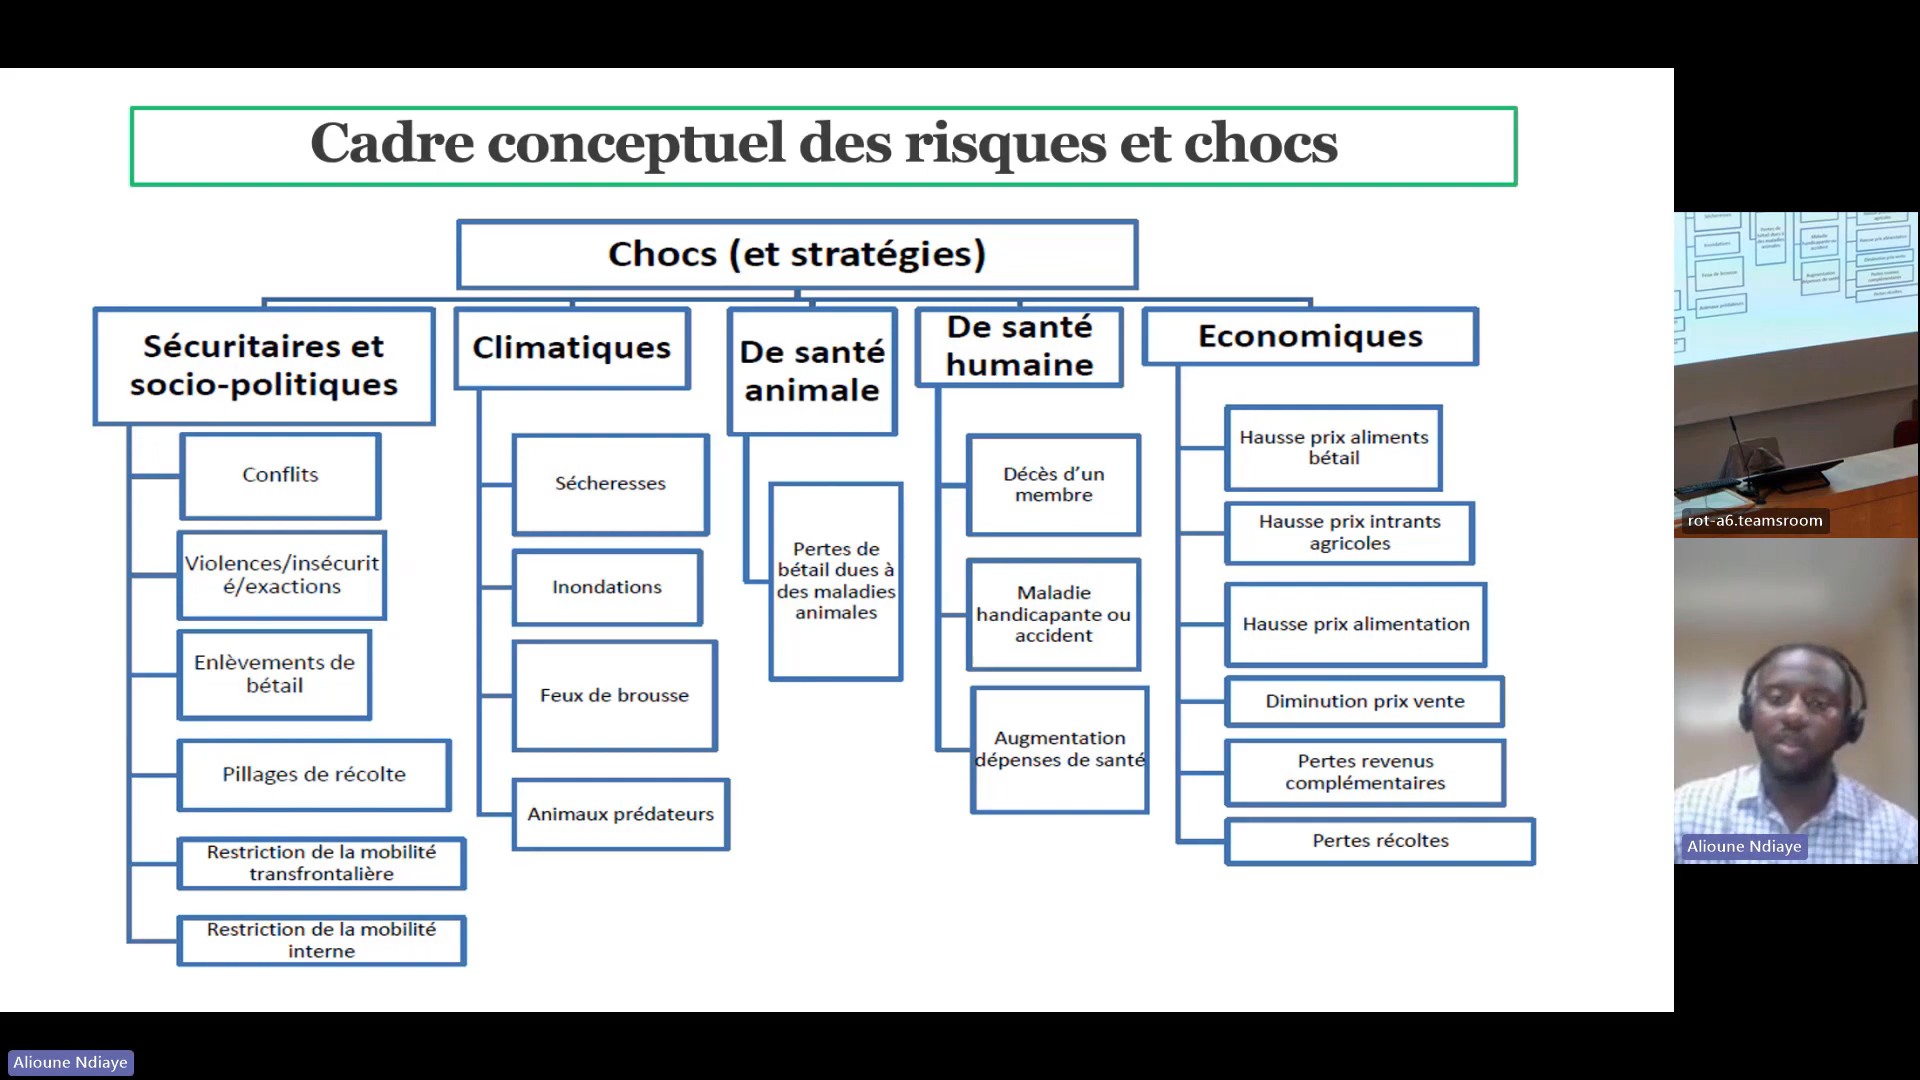 Cadre conceptuel des risques et chocs
Chocs (et stratégies)
Sécuritaires et
socio-politiques
Conflits
Violences/insécurit
é/exactions
Enlèvements de
bétail
Pillages de récolte
Restriction de la mobilité
transfrontalière
Restriction de la mobilité
interne
Climatiques
Sécheresses
Inondations
Feux de brousse
Animaux prédateurs
De santé
animale
Pertes de
bétail dues à
des maladies
animales
De santé
humaine
Décès d’un
membre
Maladie
handicapante ou
accident
Augmentation
dépenses de santé
Economiques
Hausse prix aliments
bétail
Hausse prix intrants
agricoles
Hausse prix alimentation
Diminution prix vente
Pertes revenus
complémentaires
Pertes récoltes
rot-a6.teamsroom
Alioune Ndiaye
Alioune Ndiaye